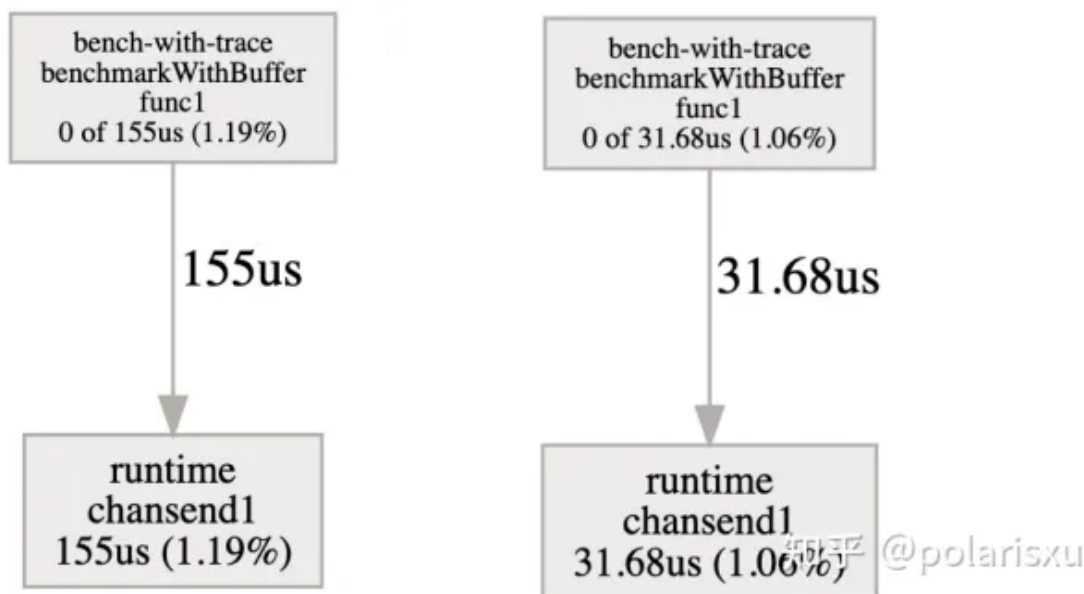 bench-with-trace
benchmarkWithBuffer
func1
0 of 155us (1.19%)
155us
runtime
chansend1
155us (1.19%)
bench-with-trace
benchmarkWithBuffer
func1
0 of 31.68us (1.06%)
31.68us
runtime
chansend1
31.68us (1.06%)
知乎 @polarisxu